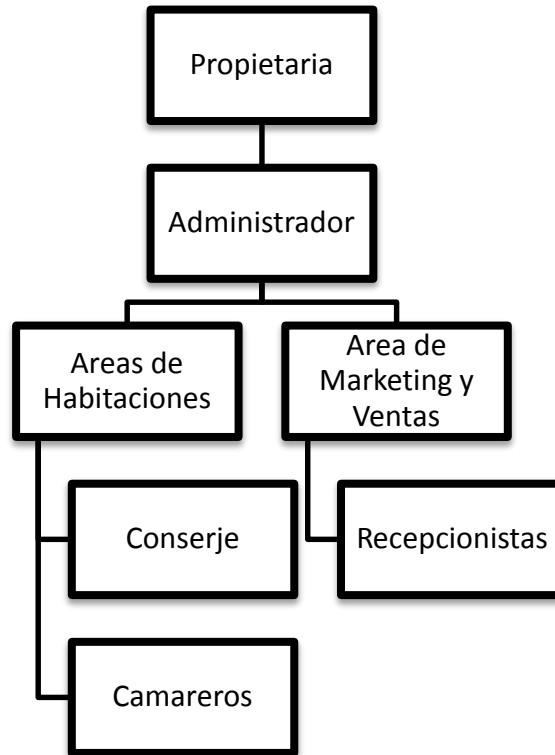 Propietaria
Administrador
Areas de
Habitaciones
Area de
Marketing y
Ventas
Conserje
Recepcionistas
Camareros